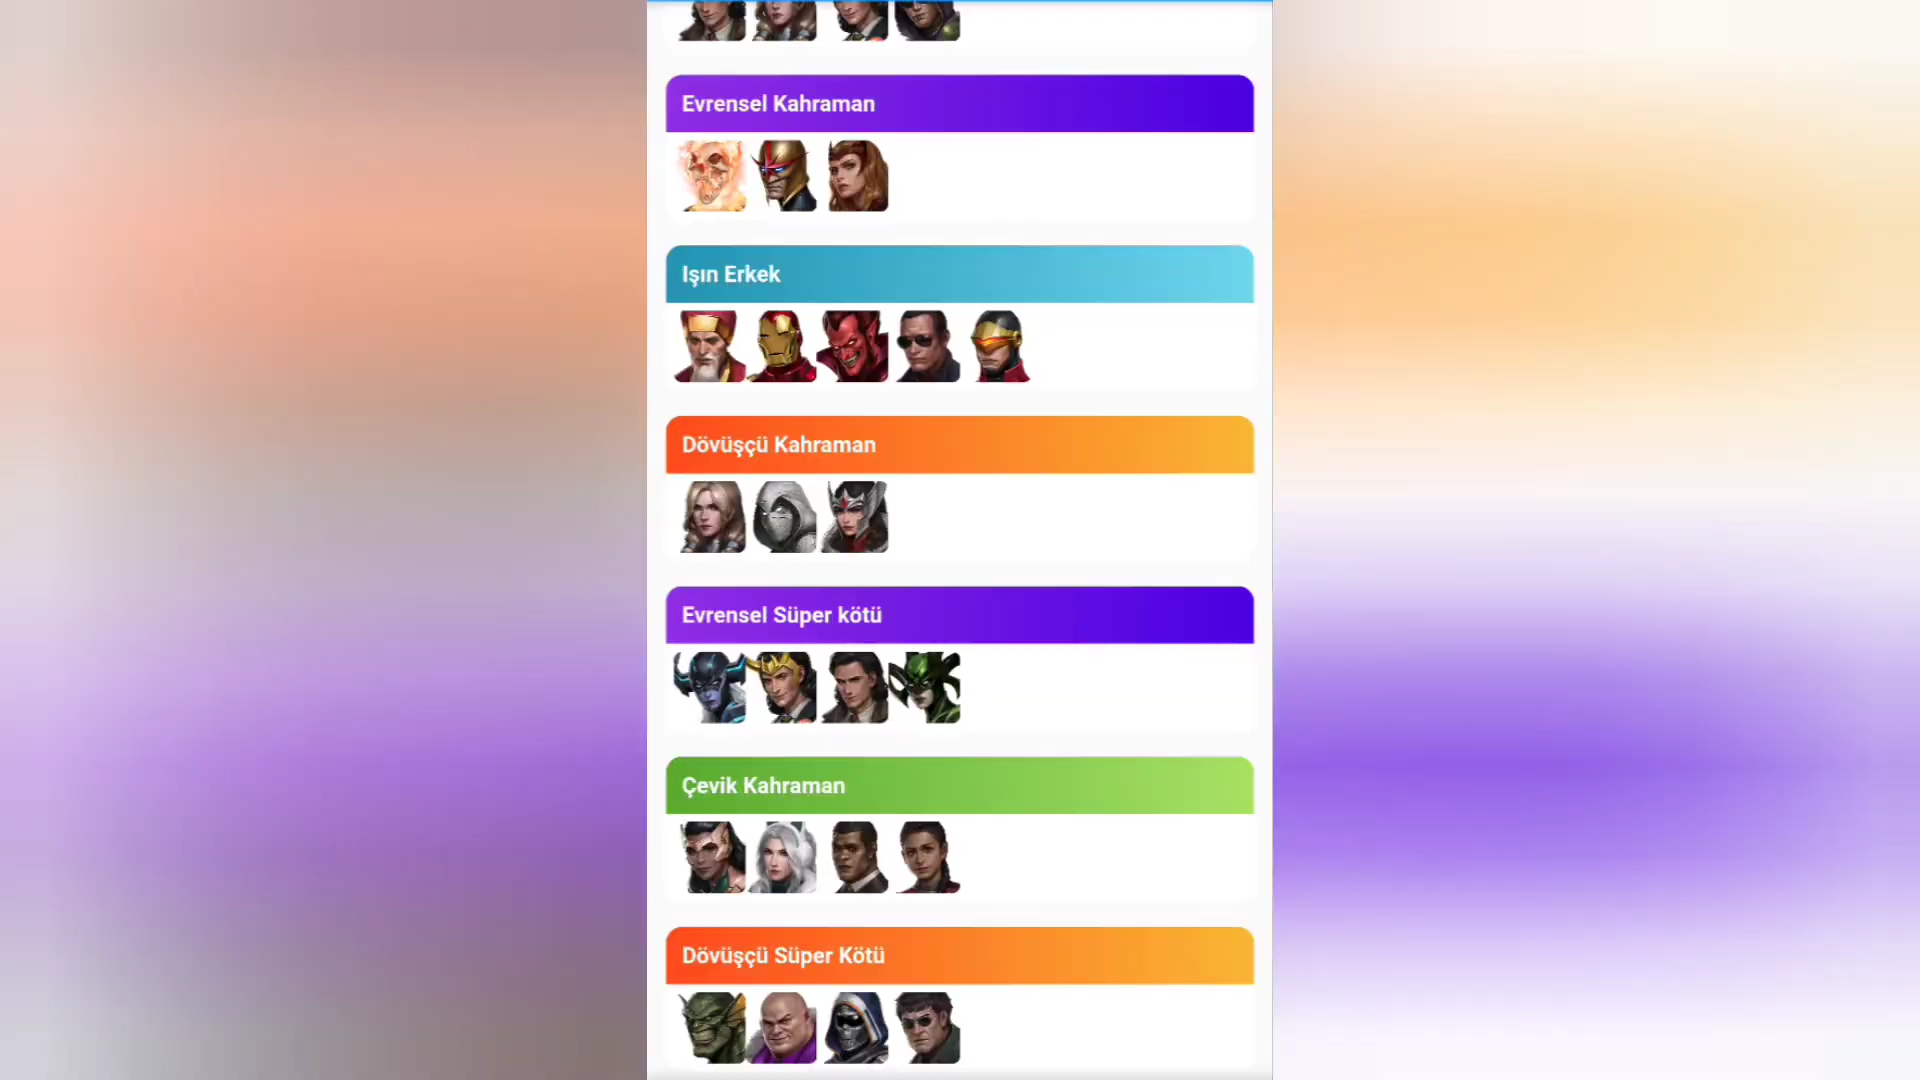 Evrensel Kahraman
Işın Erkek
Dövüşçü Kahraman
Evrensel Süper kötü
Çevik Kahraman
Dövüşçü Süper Kötü